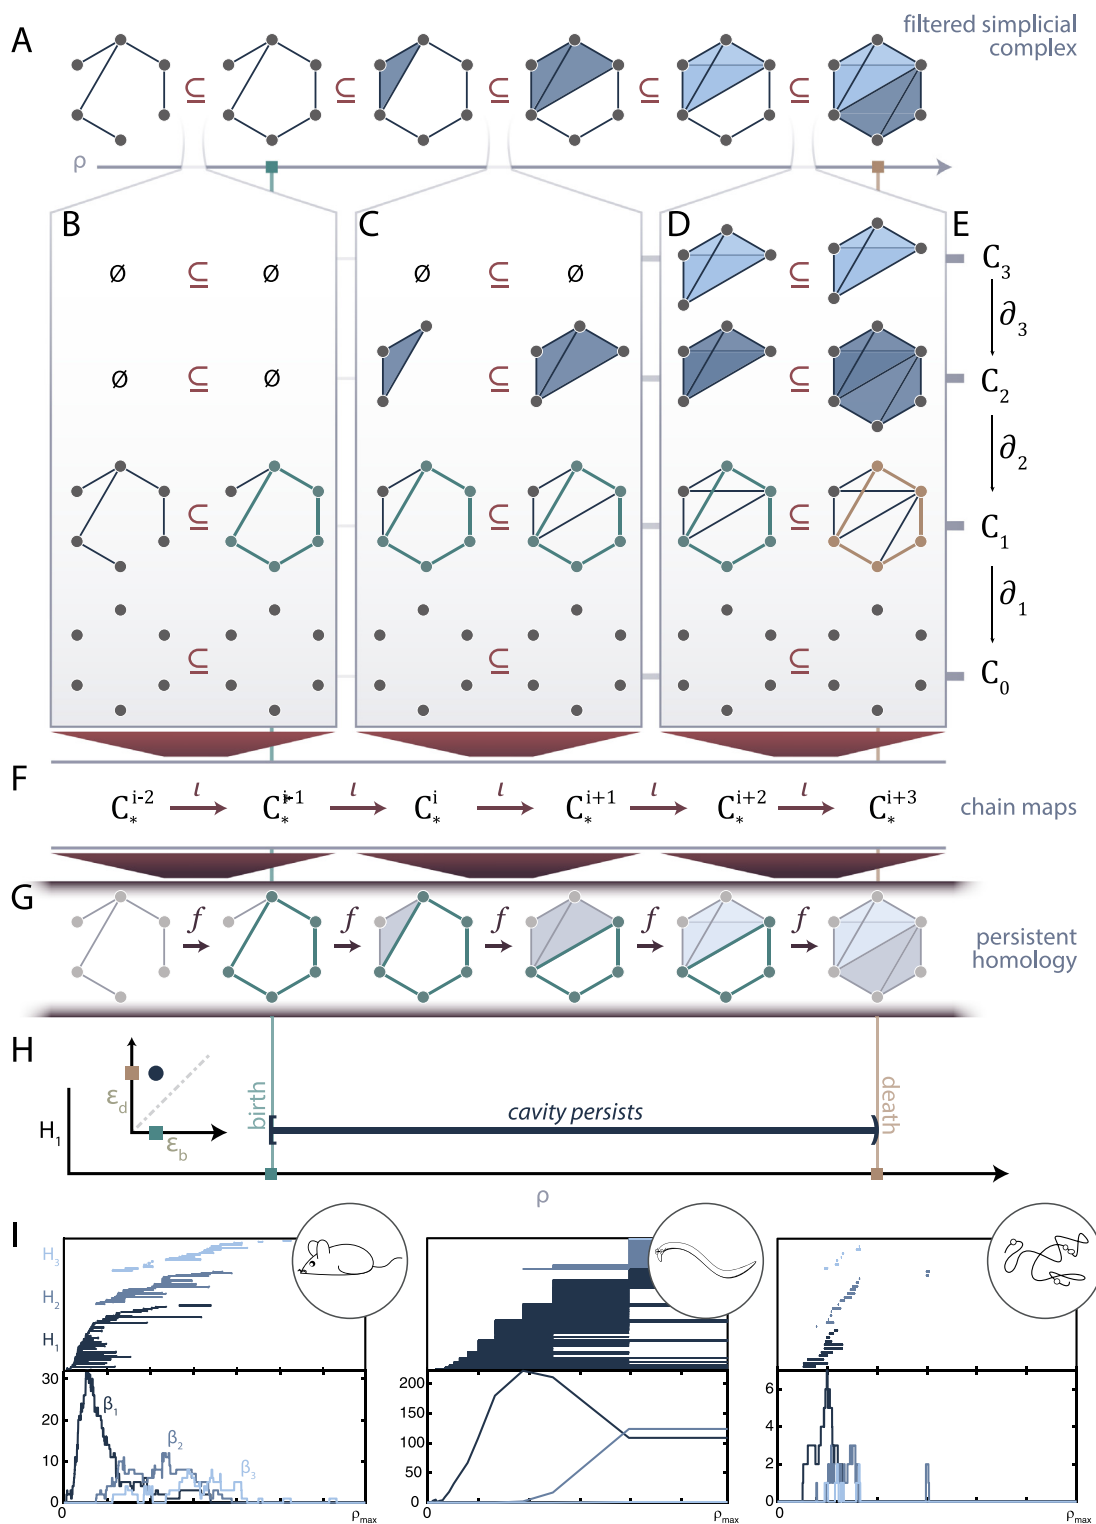 A
filtered simplicial
complex
⊆ ⊆ ⊆ ⊆ ⊆
ρ
B C D E
∅ ⊆ ∅ ∅ ⊆ ∅ ⊆ C₃
∂₃
∅ ⊆ ∅ ⊆ ⊆ C₂
∂₂
⊆ ⊆ ⊆ C₁
∂₁
⊆ ⊆ ⊆ C₀
F
C*^i-2 ι C*^i-1 ι C*^i ι C*^i+1 ι C*^i+2 ι C*^i+3
chain maps
G
f f f f f
persistent
homology
H
ε_d
ε_b
H₁
birth
cavity persists
death
ρ
I
H₃
H₂
H₁
30
20
10
0
β₁
β₂
β₃
0 ρmax
200
150
100
50
0
0 ρmax
6
4
2
0
0 ρmax